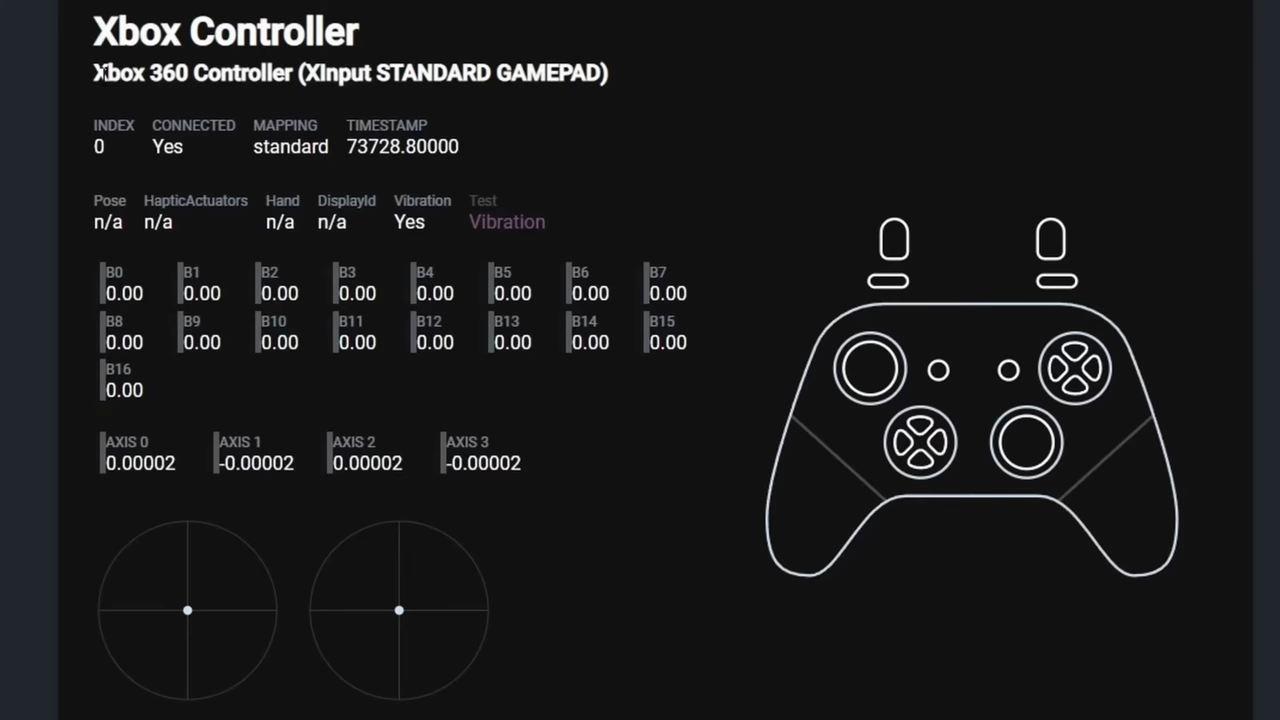 Xbox Controller
Xbox 360 Controller (XInput STANDARD GAMEPAD)
INDEX CONNECTED MAPPING TIMESTAMP
0 Yes standard 73728.80000
Pose HapticActuators Hand DisplayId Vibration Test
n/a n/a n/a n/a Yes Vibration
B0 B1 B2 B3 B4 B5 B6 B7
0.00 0.00 0.00 0.00 0.00 0.00 0.00 0.00
B8 B9 B10 B11 B12 B13 B14 B15
0.00 0.00 0.00 0.00 0.00 0.00 0.00 0.00
B16
0.00
AXIS 0 AXIS 1 AXIS 2 AXIS 3
0.00002 -0.00002 0.00002 -0.00002